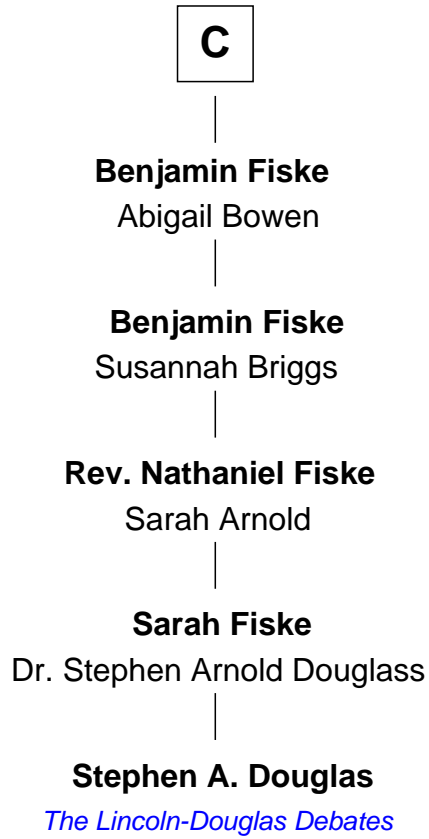 C
Benjamin Fiske
Abigail Bowen
Benjamin Fiske
Susannah Briggs
Rev. Nathaniel Fiske
Sarah Arnold
Sarah Fiske
Dr. Stephen Arnold Douglass
Stephen A. Douglas
The Lincoln-Douglas Debates